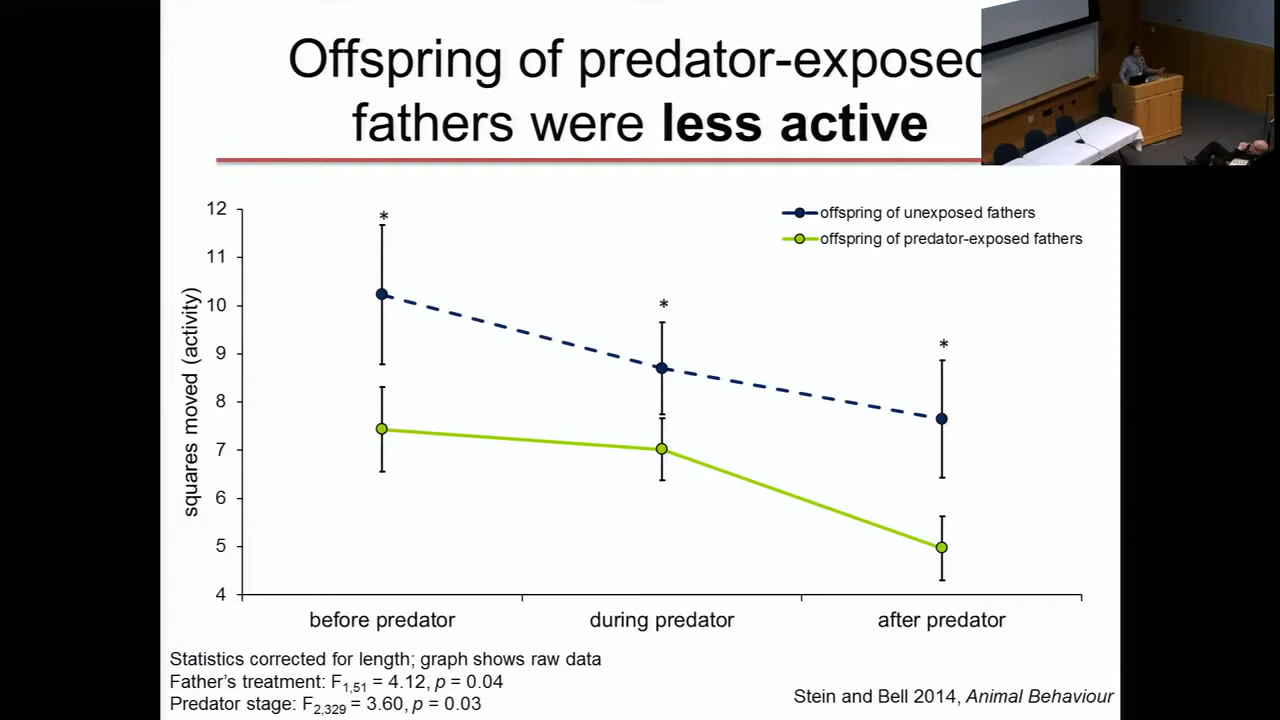 Offspring of predator-exposed
fathers were less active
12
11
10
9
8
7
6
5
4
squares moved (activity)
*
*
*
offspring of unexposed fathers
offspring of predator-exposed fathers
before predator
during predator
after predator
Statistics corrected for length; graph shows raw data
Father's treatment: F1,51 = 4.12, p = 0.04
Predator stage: F2,329 = 3.60, p = 0.03
Stein and Bell 2014, Animal Behaviour